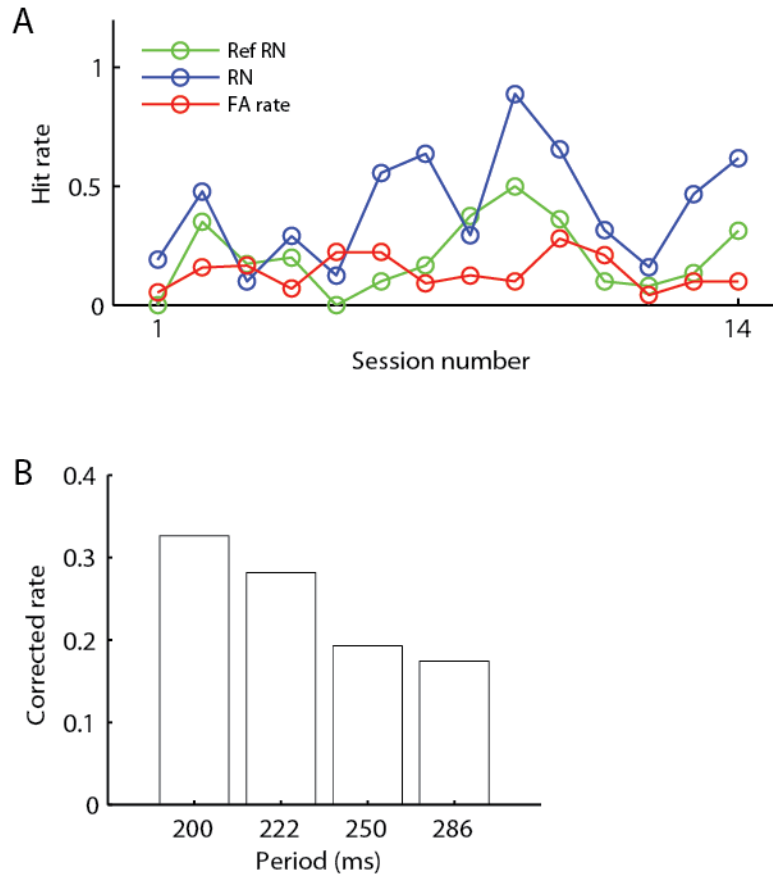 A
Ref RN
RN
FA rate
Hit rate
1
0.5
0
1
14
Session number
B
Corrected rate
0.4
0.3
0.2
0.1
0
200 222 250 286
Period (ms)